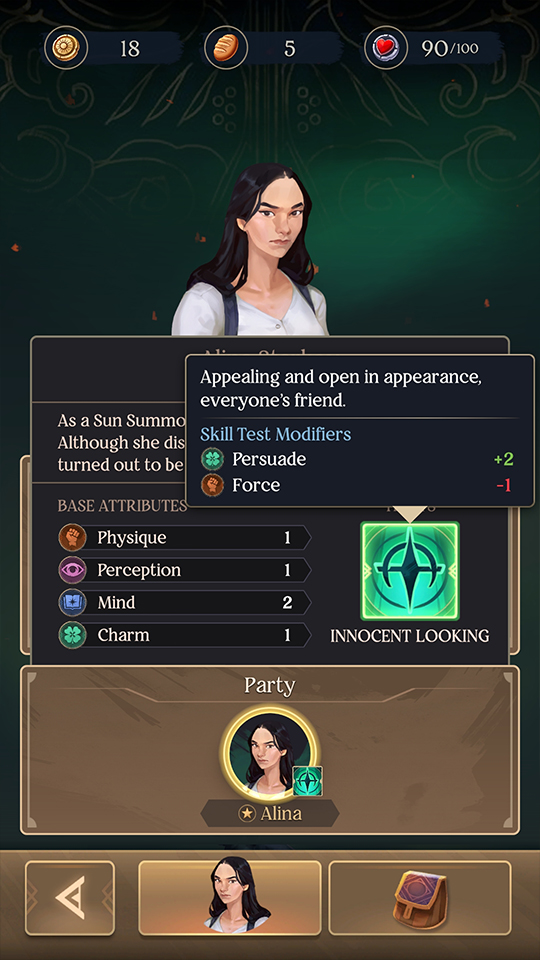 18
5
90/100
Appealing and open in appearance,
everyone's friend.
Skill Test Modifiers
Persuade +2
Force -1
As a Sun Summo
Although she dis
turned out to be
BASE ATTRIBUTES
Physique 1
Perception 1
Mind 2
Charm 1
INNOCENT LOOKING
Party
Alina